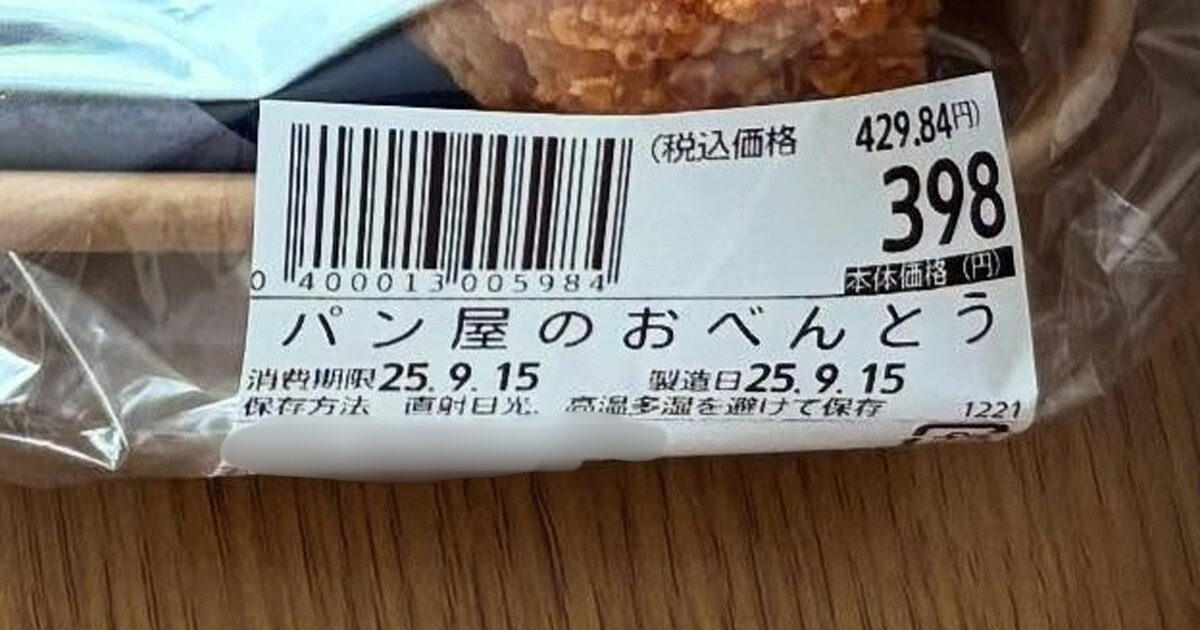 (税込価格 429.84円)
398
本体価格 (円)
0 400013 005984
パン屋のおべんとう
消費期限25.9.15 製造日25.9.15
保存方法 直射日光、高温多湿を避けて保存 1221